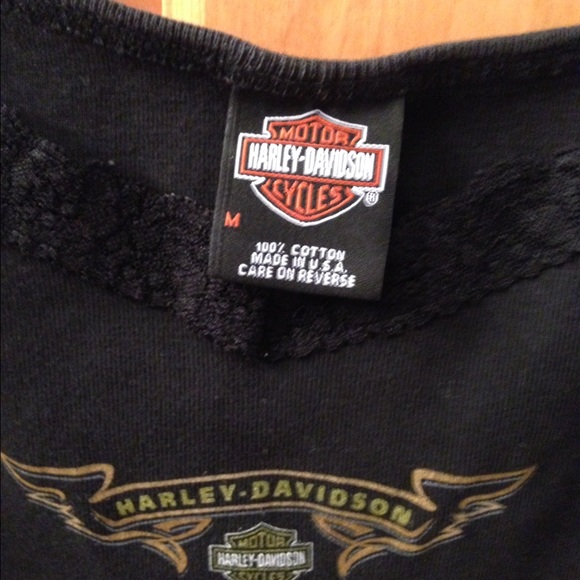 MOTOR
HARLEY-DAVIDSON
CYCLES
®
M
100% COTTON
MADE IN U.S.A.
CARE ON REVERSE
HARLEY-DAVIDSON
MOTOR
HARLEY-DAVIDSON
CYCLES